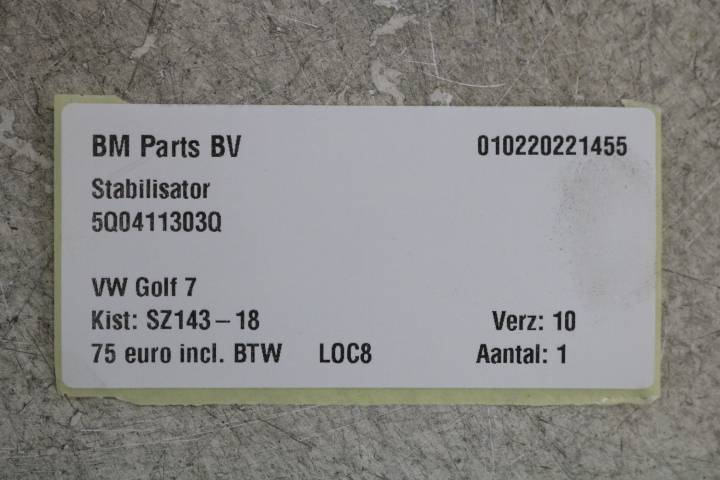 BM Parts BV 010220221455
Stabilisator
5Q0411303Q
VW Golf 7
Kist: SZ143-18 Verz: 10
75 euro incl. BTW LOC8 Aantal: 1